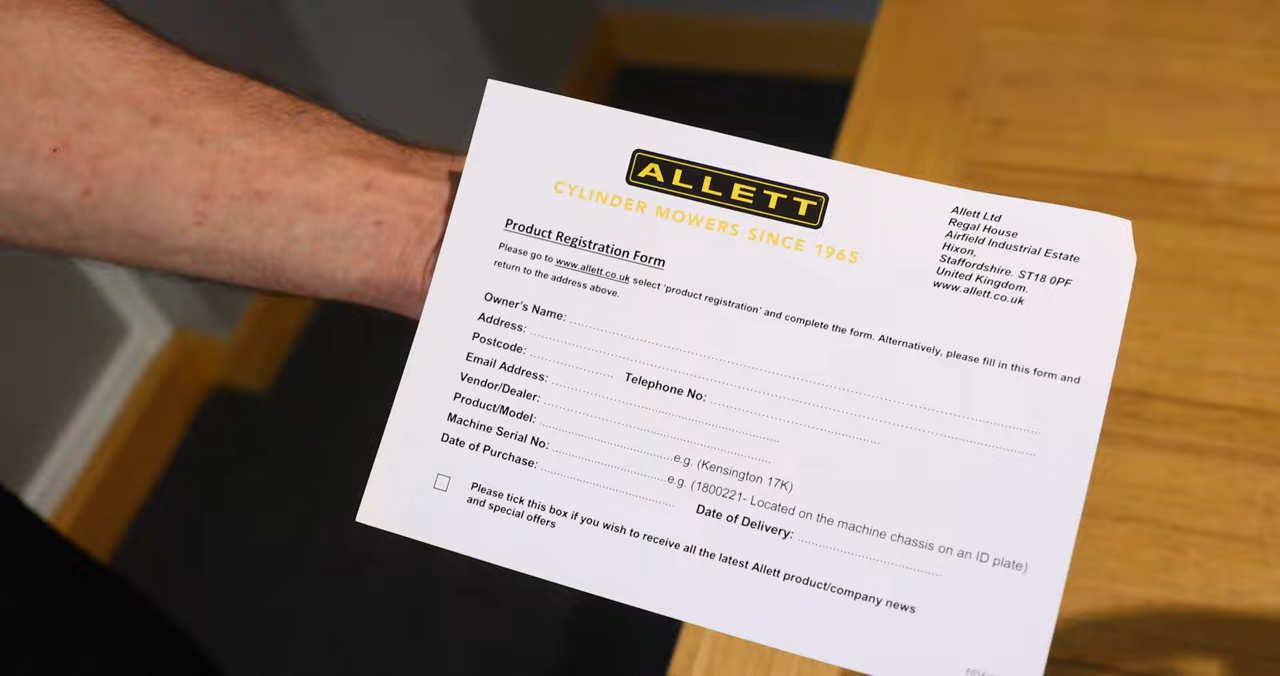 ALLETT
CYLINDER MOWERS SINCE 1965
Allett Ltd
Regal House
Airfield Industrial Estate
Hixon,
Staffordshire. ST18 0PF
United Kingdom.
www.allett.co.uk
Product Registration Form
Please go to www.allett.co.uk select 'product registration' and complete the form. Alternatively, please fill in this form and
return to the address above.
Owner's Name:
Address:
Postcode: Telephone No:
Email Address:
Vendor/Dealer:
Product/Model: e.g. (Kensington 17K)
Machine Serial No: e.g. (1800221- Located on the machine chassis on an ID plate)
Date of Purchase: Date of Delivery:
Please tick this box if you wish to receive all the latest Allett product/company news
and special offers